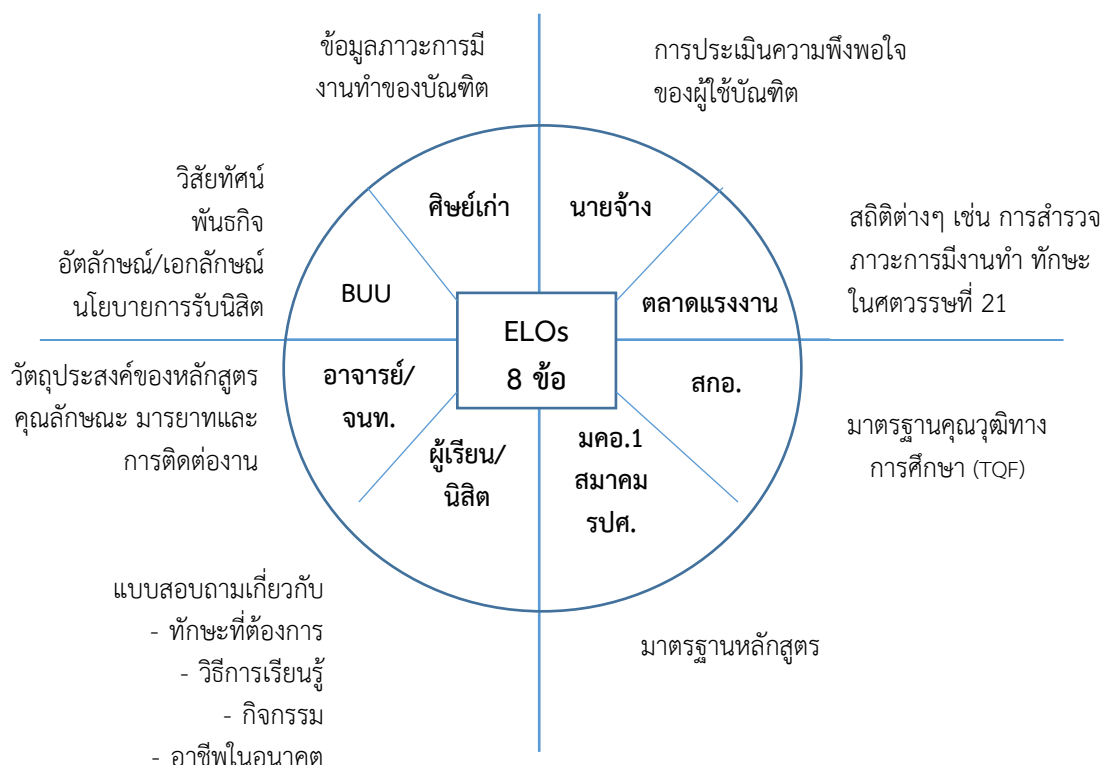 ข้อมูลภาวะการมี
งานทำของบัณฑิต
การประเมินความพึงพอใจ
ของผู้ใช้บัณฑิต
วิสัยทัศน์
พันธกิจ
อัตลักษณ์/เอกลักษณ์
นโยบายการรับนิสิต
ศิษย์เก่า
นายจ้าง
สถิติต่างๆ เช่น การสำรวจ
ภาวะการมีงานทำ ทักษะ
ในศตวรรษที่ 21
BUU
ตลาดแรงงาน
ELOs
8 ข้อ
วัตถุประสงค์ของหลักสูตร
คุณลักษณะ มารยาทและ
การติดต่องาน
อาจารย์/
จนท.
ผู้เรียน/
นิสิต
มคอ.1
สมาคม
รปศ.
สกอ.
มาตรฐานคุณวุฒิทาง
การศึกษา (TQF)
แบบสอบถามเกี่ยวกับ
- ทักษะที่ต้องการ
- วิธีการเรียนรู้
- กิจกรรม
- อาชีพในอนาคต
มาตรฐานหลักสูตร